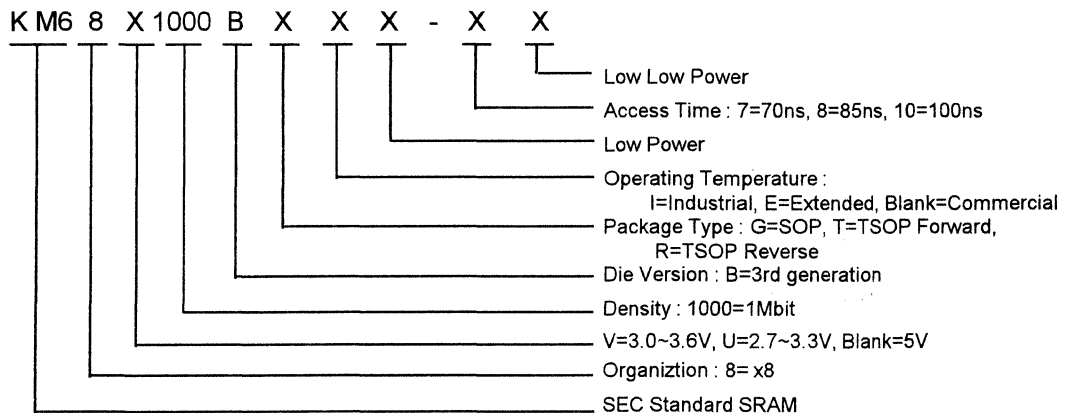 KM6 8 X 1000 B X X X - X X
Low Low Power
Access Time : 7=70ns, 8=85ns, 10=100ns
Low Power
Operating Temperature :
I=Industrial, E=Extended, Blank=Commercial
Package Type : G=SOP, T=TSOP Forward,
R=TSOP Reverse
Die Version : B=3rd generation
Density : 1000=1Mbit
V=3.0~3.6V, U=2.7~3.3V, Blank=5V
Organiztion : 8= x8
SEC Standard SRAM